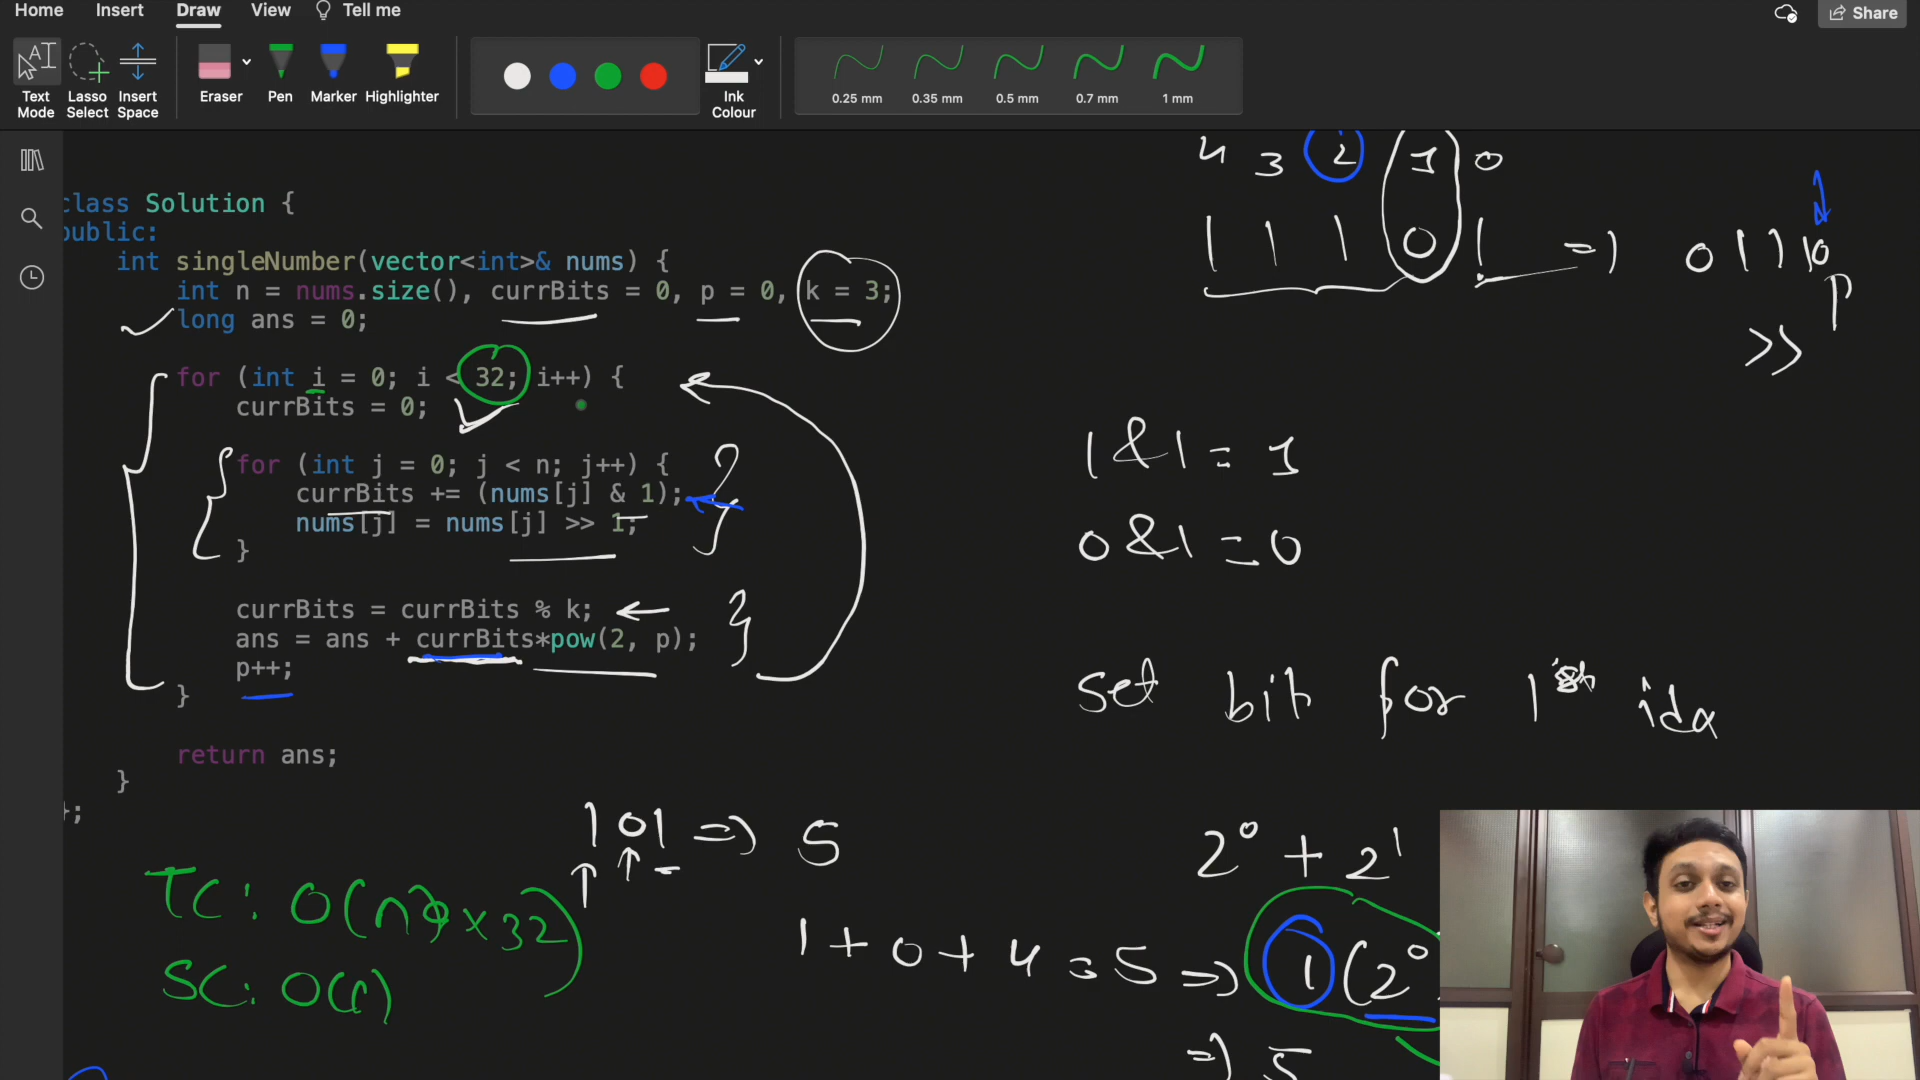 Home Insert Draw View Tell me
Share
Text Mode
Lasso Select
Insert Space
Eraser
Pen
Marker
Highlighter
Ink Colour
0.25 mm
0.35 mm
0.5 mm
0.7 mm
1 mm
class Solution {
public:
int singleNumber(vector<int>& nums) {
int n = nums.size(), currBits = 0, p = 0, k = 3;
long ans = 0;
for (int i = 0; i < 32; i++) {
currBits = 0;
for (int j = 0; j < n; j++) {
currBits += (nums[j] & 1);
nums[j] = nums[j] >> 1;
}
currBits = currBits % k;
ans = ans + currBits*pow(2, p);
p++;
}
return ans;
}
};
4 3 2 1 0
1 1 1 0 1 => 0 1 1 1 0
>>
1 & 1 = 1
0 & 1 = 0
set bit for 1st idx
101 => 5
2⁰ + 2¹
1 + 0 + 4 = 5 => 1 (2⁰
=> 5
TC: O(n) x 32
SC: O(1)